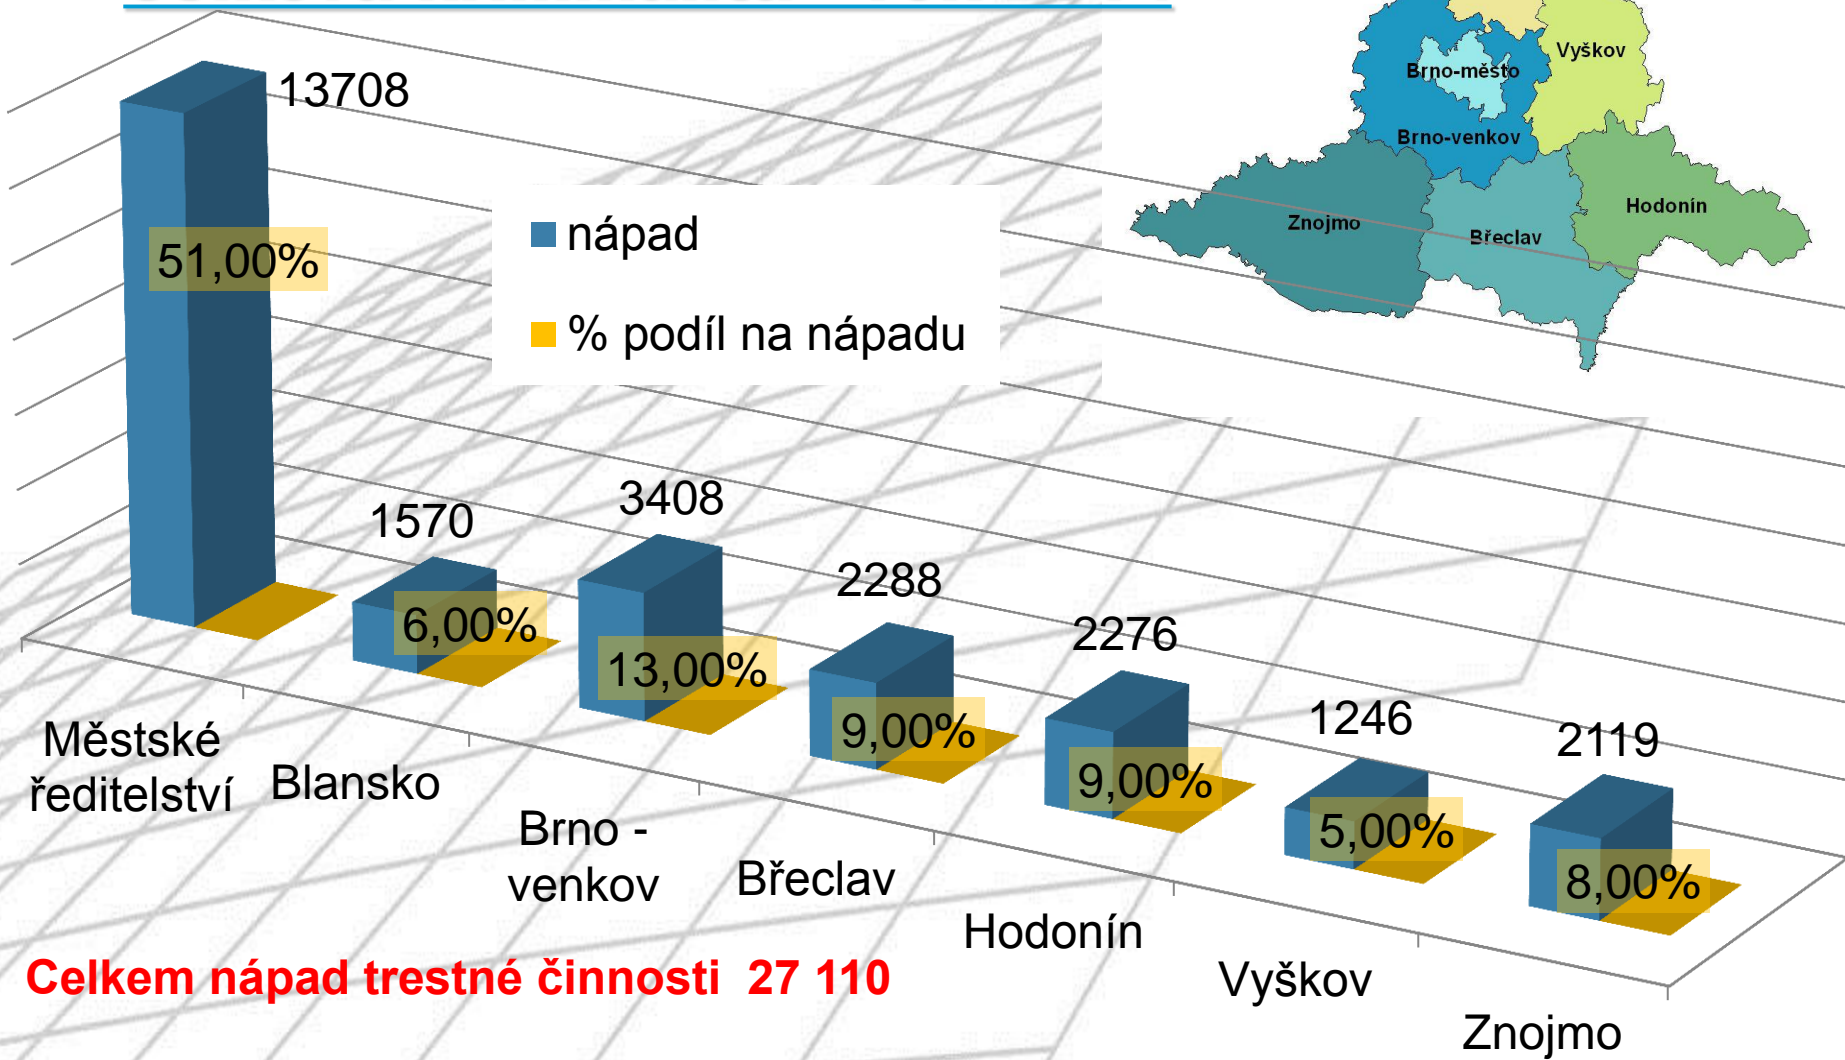 13708
51,00%
nápad
% podíl na nápadu
Vyškov
Brno-město
Brno-venkov
Hodonín
Znojmo
Břeclav
1570
6,00%
3408
13,00%
2288
9,00%
2276
9,00%
1246
5,00%
2119
8,00%
Městské
ředitelství
Blansko
Brno -
venkov
Břeclav
Hodonín
Vyškov
Znojmo
Celkem nápad trestné činnosti 27 110